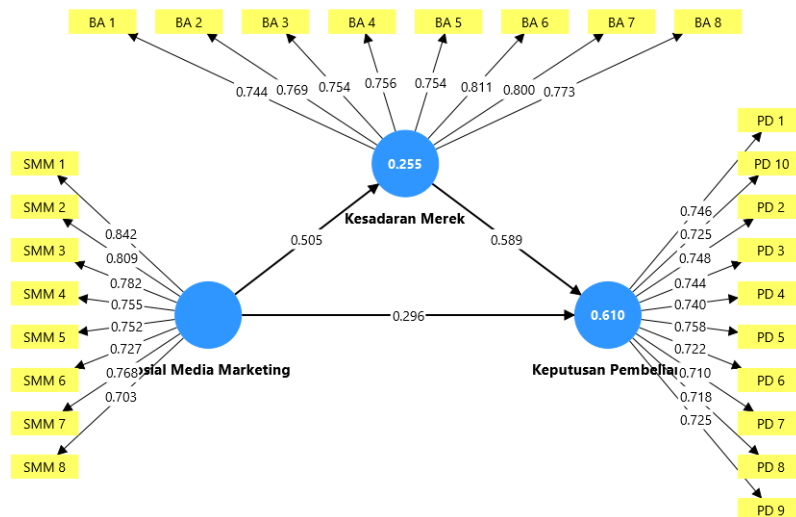 BA 1
BA 2
BA 3
BA 4
BA 5
BA 6
BA 7
BA 8
0.744
0.769
0.754
0.756
0.754
0.811
0.800
0.773
0.255
Kesadaran Merek
SMM 1
SMM 2
SMM 3
SMM 4
SMM 5
SMM 6
SMM 7
SMM 8
0.842
0.809
0.782
0.755
0.752
0.727
0.768
0.703
Media Marketing
0.505
0.589
0.296
0.610
Keputusan
0.746
0.725
0.748
0.744
0.740
0.758
0.722
0.710
0.718
0.725
PD 1
PD 10
PD 2
PD 3
PD 4
PD 5
PD 6
PD 7
PD 8
PD 9